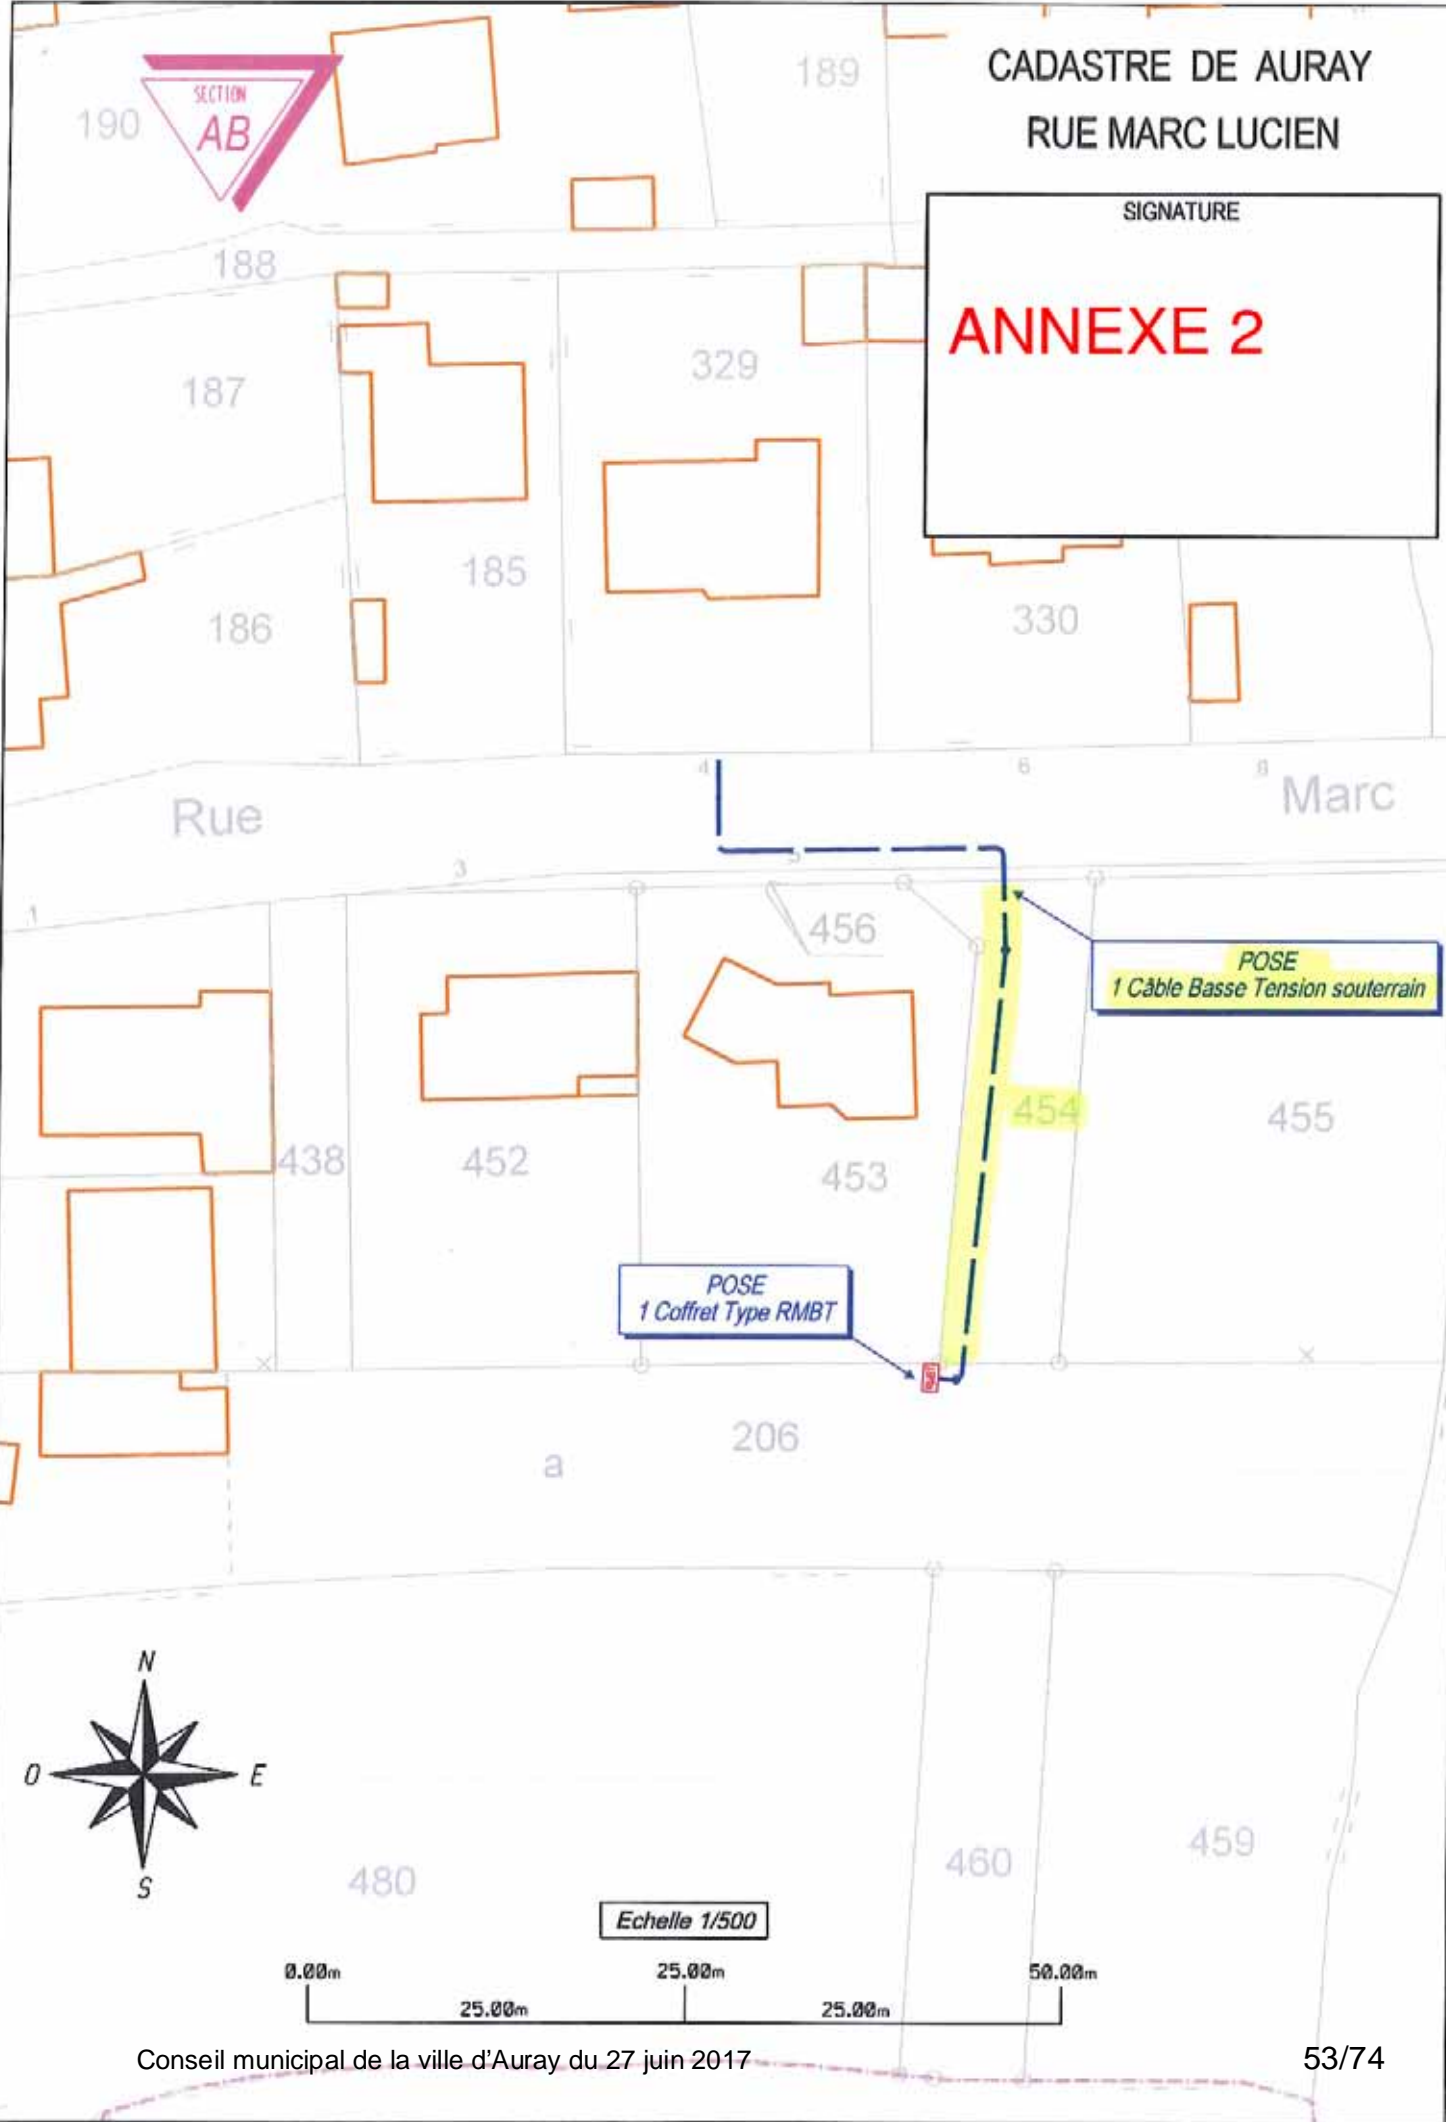 CADASTRE DE AURAY
RUE MARC LUCIEN
SIGNATURE
ANNEXE 2
SECTION
AB
190
189
188
187
329
185
186
330
4
6
8
Rue
Marc
3
5
1
456
POSE
1 Câble Basse Tension souterrain
454
455
438
452
453
POSE
1 Coffret Type RMBT
206
a
N
O
E
S
480
460
459
Echelle 1/500
0.00m
25.00m
50.00m
25.00m
25.00m
Conseil municipal de la ville d'Auray du 27 juin 2017
53/74